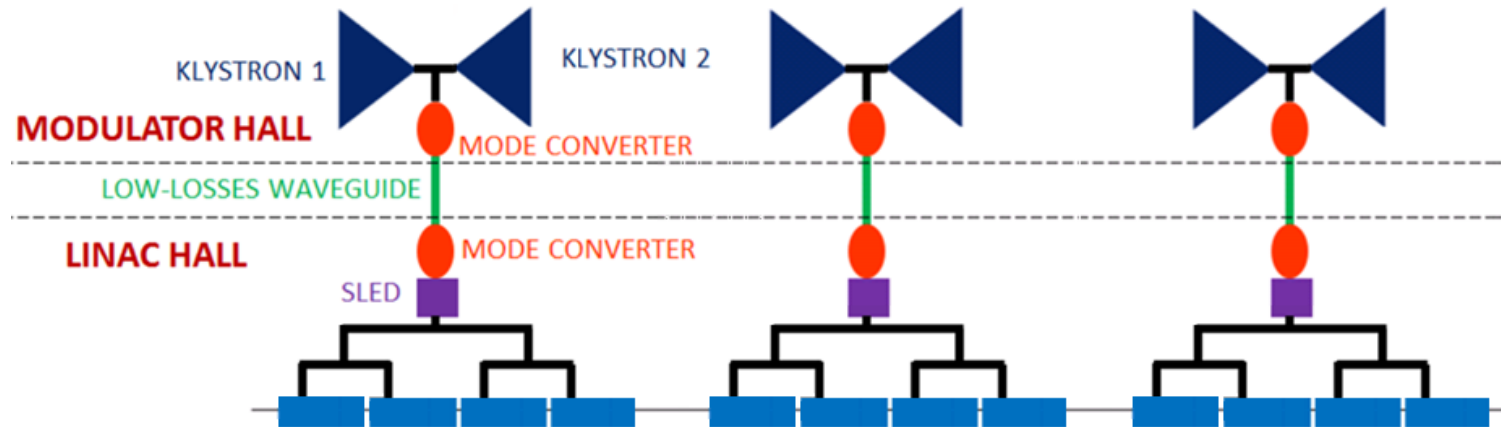 KLYSTRON 1
KLYSTRON 2
MODULATOR HALL
MODE CONVERTER
LOW-LOSSES WAVEGUIDE
LINAC HALL
MODE CONVERTER
SLED